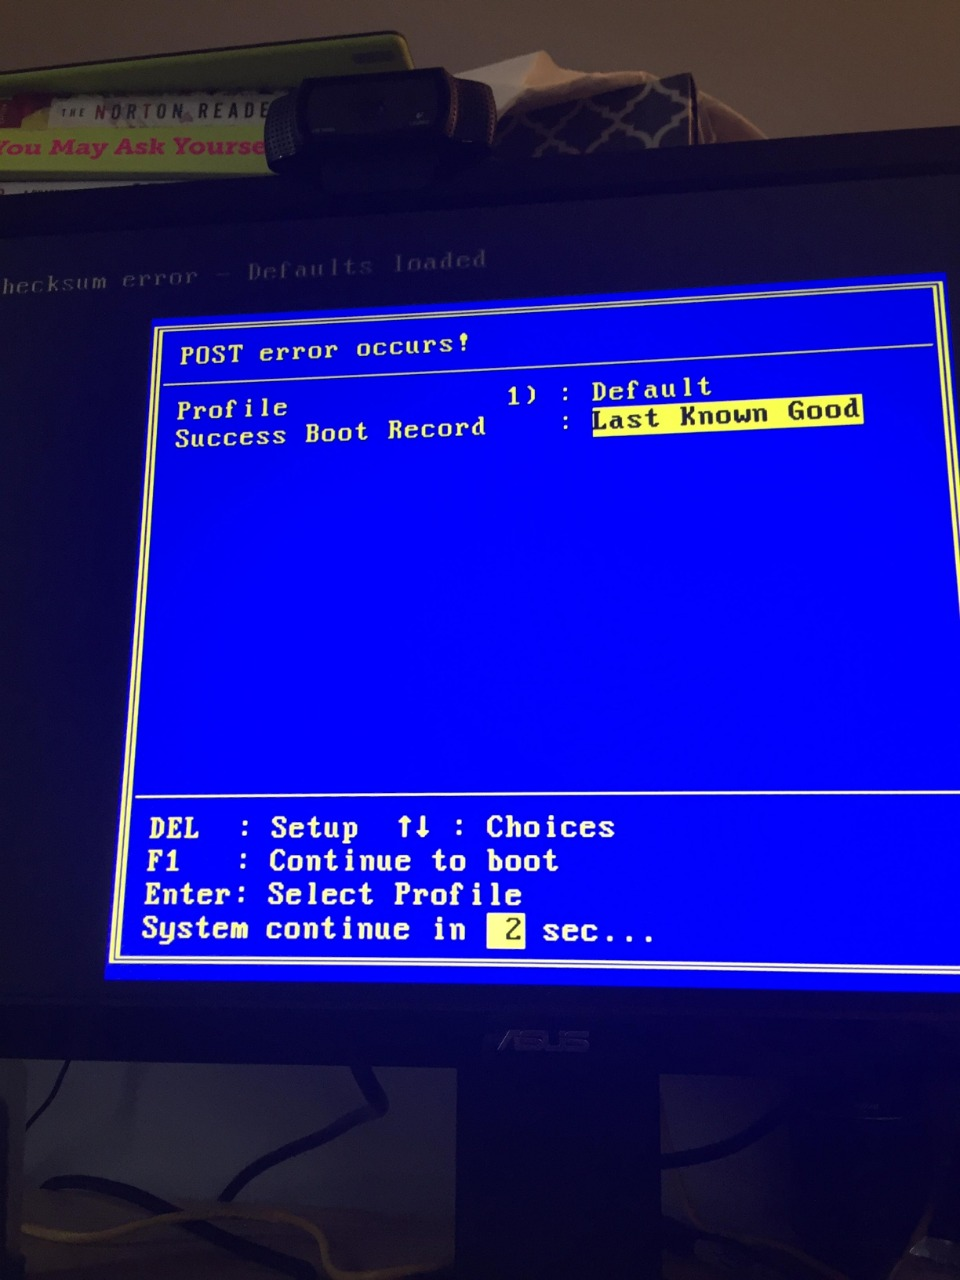 THE NORTON READE
You May Ask Yourse
hecksum error - Defaults loaded
POST error occurs!
Profile 1) : Default
Success Boot Record : Last Known Good
DEL : Setup ↑↓ : Choices
F1 : Continue to boot
Enter: Select Profile
System continue in 2 sec...
ASUS